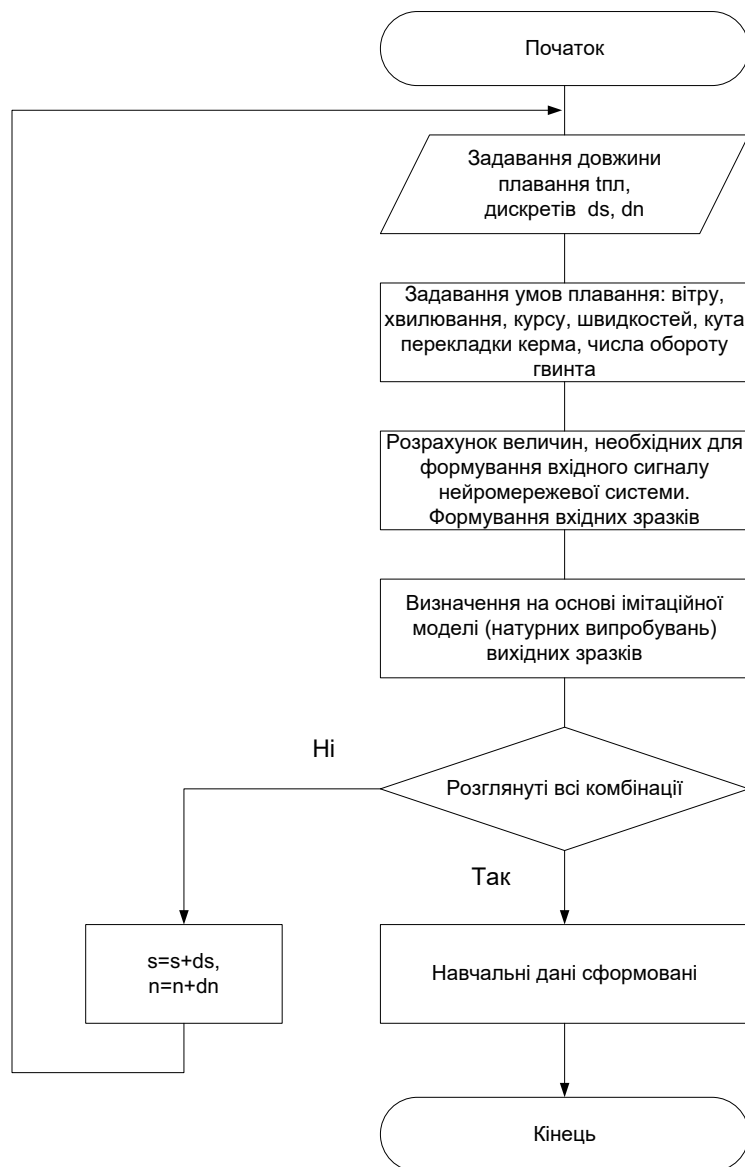 Початок
Задавання довжини
плавання tпл,
дискретів ds, dn
Задавання умов плавання: вітру,
хвилювання, курсу, швидкостей, кута
перекладки керма, числа обороту
гвинта
Розрахунок величин, необхідних для
формування вхідного сигналу
нейромережевої системи.
Формування вхідних зразків
Визначення на основі імітаційної
моделі (натурних випробувань)
вихідних зразків
Ні
Розглянуті всі комбінації
Так
s=s+ds,
n=n+dn
Навчальні дані сформовані
Кінець